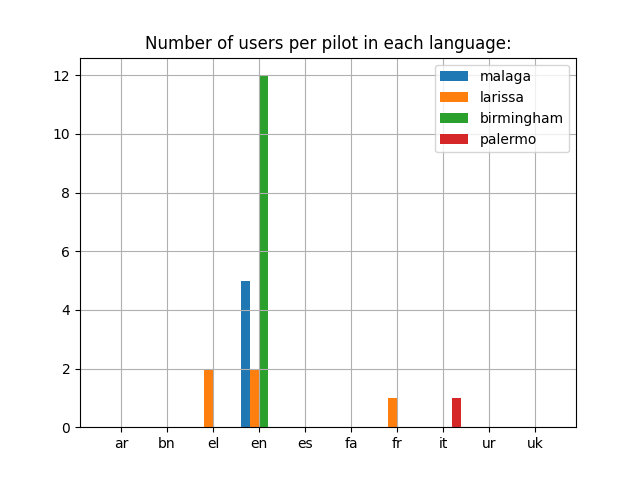 Number of users per pilot in each language:
malaga
larissa
birmingham
palermo
12
10
8
6
4
2
0
ar bn el en es fa fr it ur uk